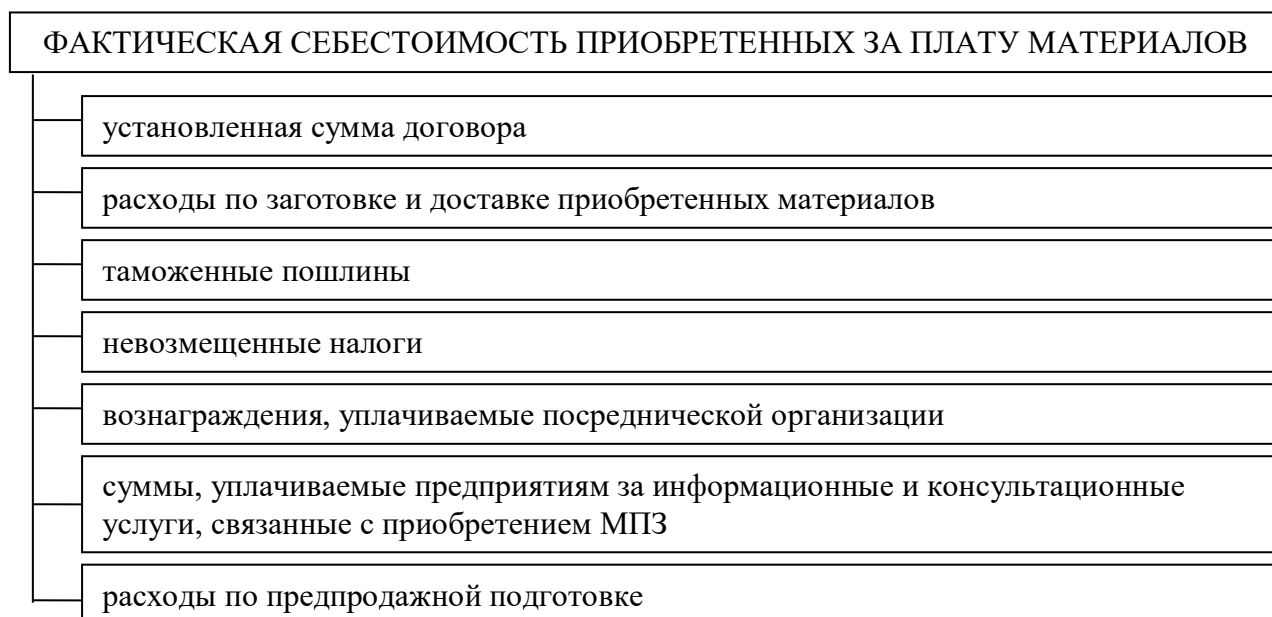 ФАКТИЧЕСКАЯ СЕБЕСТОИМОСТЬ ПРИОБРЕТЕННЫХ ЗА ПЛАТУ МАТЕРИАЛОВ
установленная сумма договора
расходы по заготовке и доставке приобретенных материалов
таможенные пошлины
невозмещенные налоги
вознаграждения, уплачиваемые посреднической организации
суммы, уплачиваемые предприятиям за информационные и консультационные
услуги, связанные с приобретением МПЗ
расходы по предпродажной подготовке